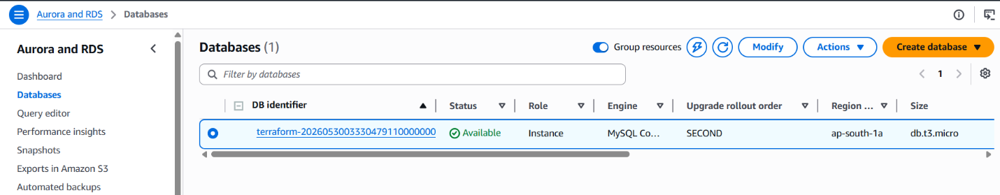 Aurora and RDS > Databases
Aurora and RDS
Dashboard
Databases
Query editor
Performance insights
Snapshots
Exports in Amazon S3
Automated backups
Databases (1)
Group resources
Modify
Actions
Create database
Filter by databases
1
DB identifier Status Role Engine Upgrade rollout order Region ... Size
terraform-20260530033304791100000000 Available Instance MySQL Co... SECOND ap-south-1a db.t3.micro